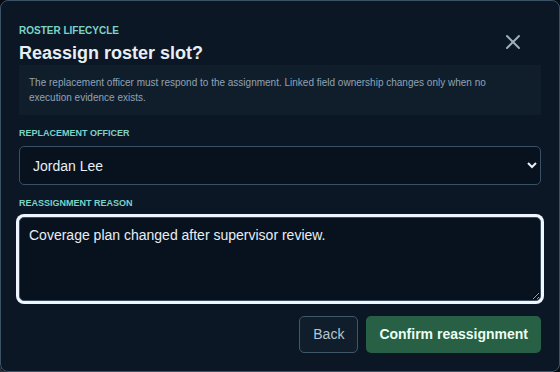 ROSTER LIFECYCLE
Reassign roster slot?
The replacement officer must respond to the assignment. Linked field ownership changes only when no
execution evidence exists.
REPLACEMENT OFFICER
Jordan Lee
REASSIGNMENT REASON
Coverage plan changed after supervisor review.
Back
Confirm reassignment